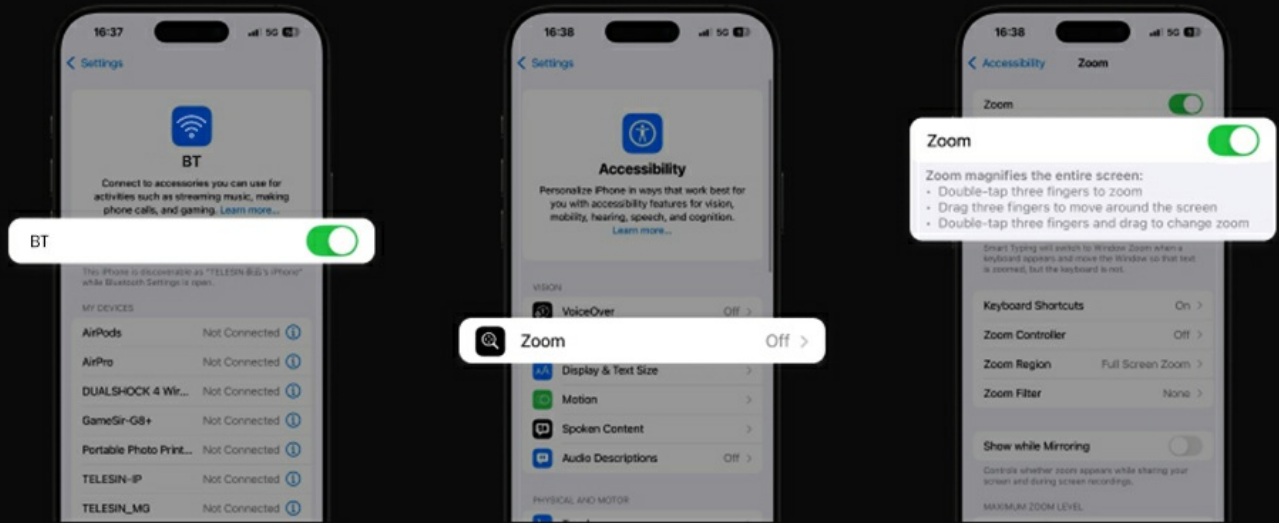 16:37
5G
Settings
BT
Connect to accessories you can use for
activities such as streaming music, making
phone calls, and gaming. Learn more...
BT
This iPhone is discoverable as "TELESIN 's iPhone"
while Bluetooth Settings is open.
MY DEVICES
AirPods Not Connected
AirPro Not Connected
DUALSHOCK 4 Wir... Not Connected
GameSir-G8+ Not Connected
Portable Photo Print... Not Connected
TELESIN-IP Not Connected
TELESIN_MG Not Connected
16:38
5G
Settings
Accessibility
Personalize iPhone in ways that work best for
you with accessibility features for vision,
mobility, hearing, speech, and cognition.
Learn more...
VISION
VoiceOver Off
Zoom Off
Display & Text Size
Motion
Spoken Content
Audio Descriptions Off
PHYSICAL AND MOTOR
16:38
5G
Accessibility Zoom
Zoom
Zoom
Zoom magnifies the entire screen:
• Double-tap three fingers to zoom
• Drag three fingers to move around the screen
• Double-tap three fingers and drag to change zoom
Smart Typing will switch to Window Zoom when a
keyboard appears and move the Window so that text
is zoomed, but the keyboard is not.
Keyboard Shortcuts On
Zoom Controller Off
Zoom Region Full Screen Zoom
Zoom Filter None
Show while Mirroring
Controls whether zoom appears while sharing your
screen and during screen recordings.
MAXIMUM ZOOM LEVEL